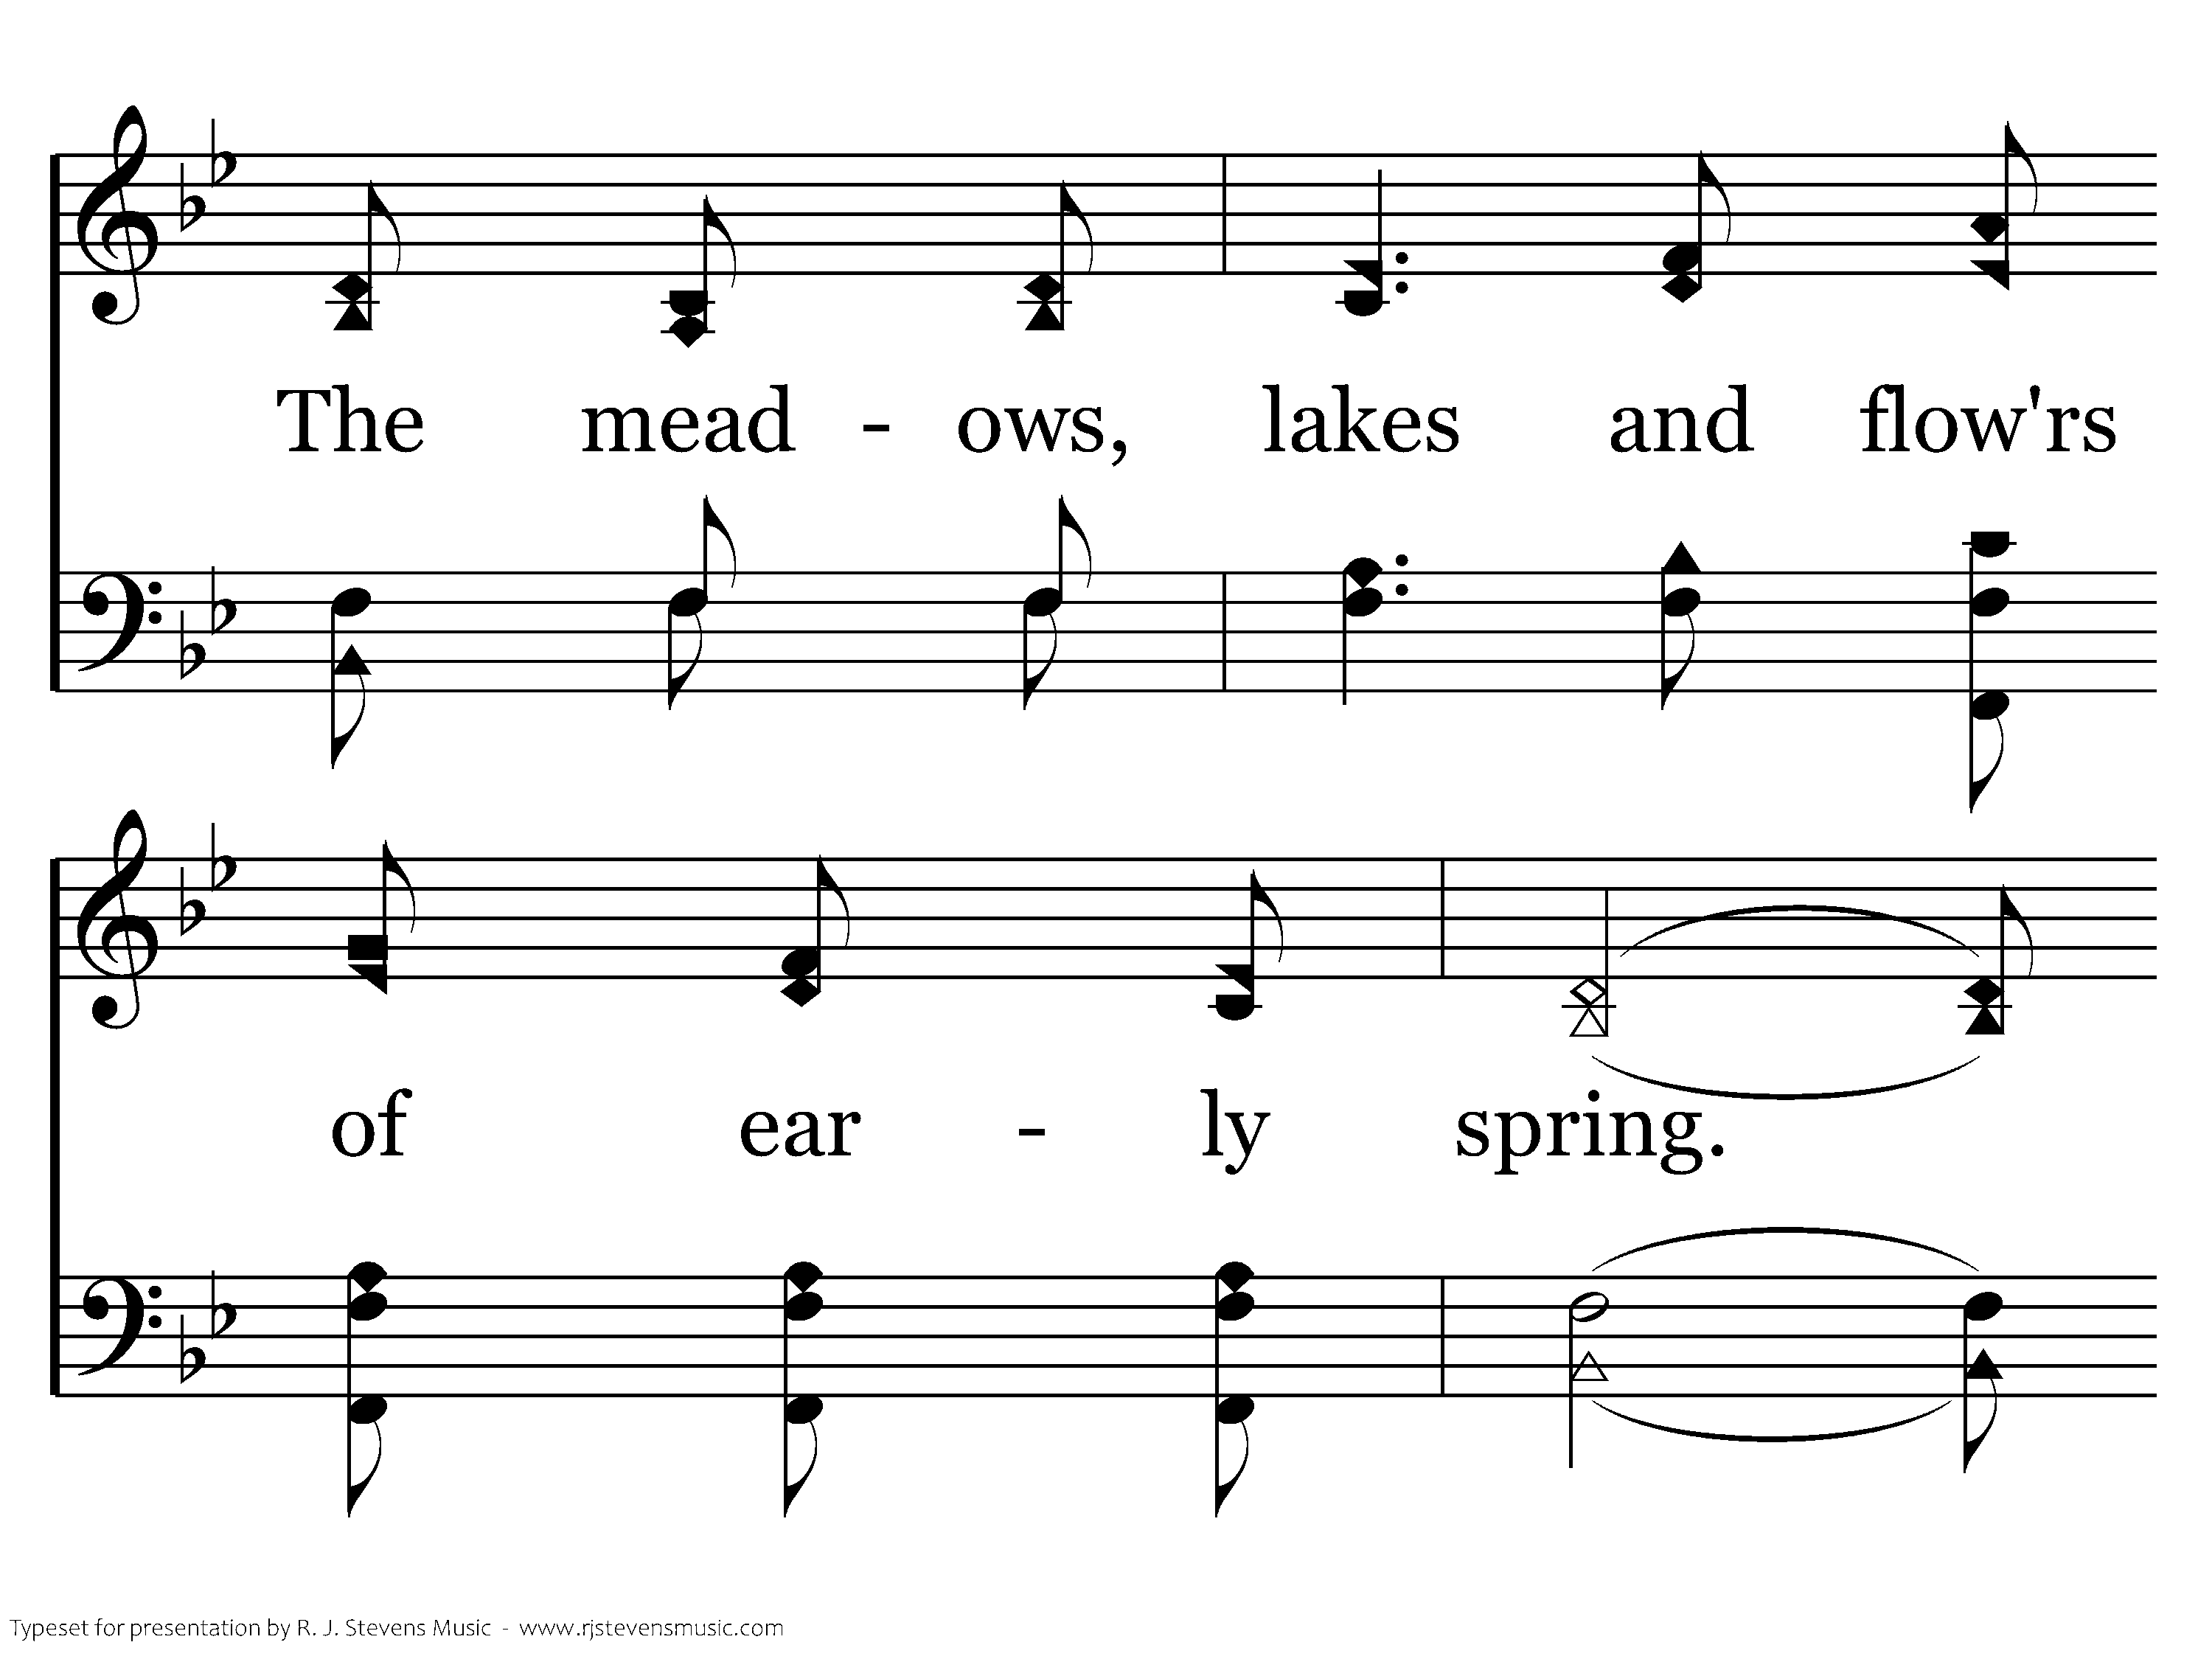 The mead - ows, lakes and flow'rs
of ear - ly spring.
Typeset for presentation by R. J. Stevens Music - www.rjstevensmusic.com